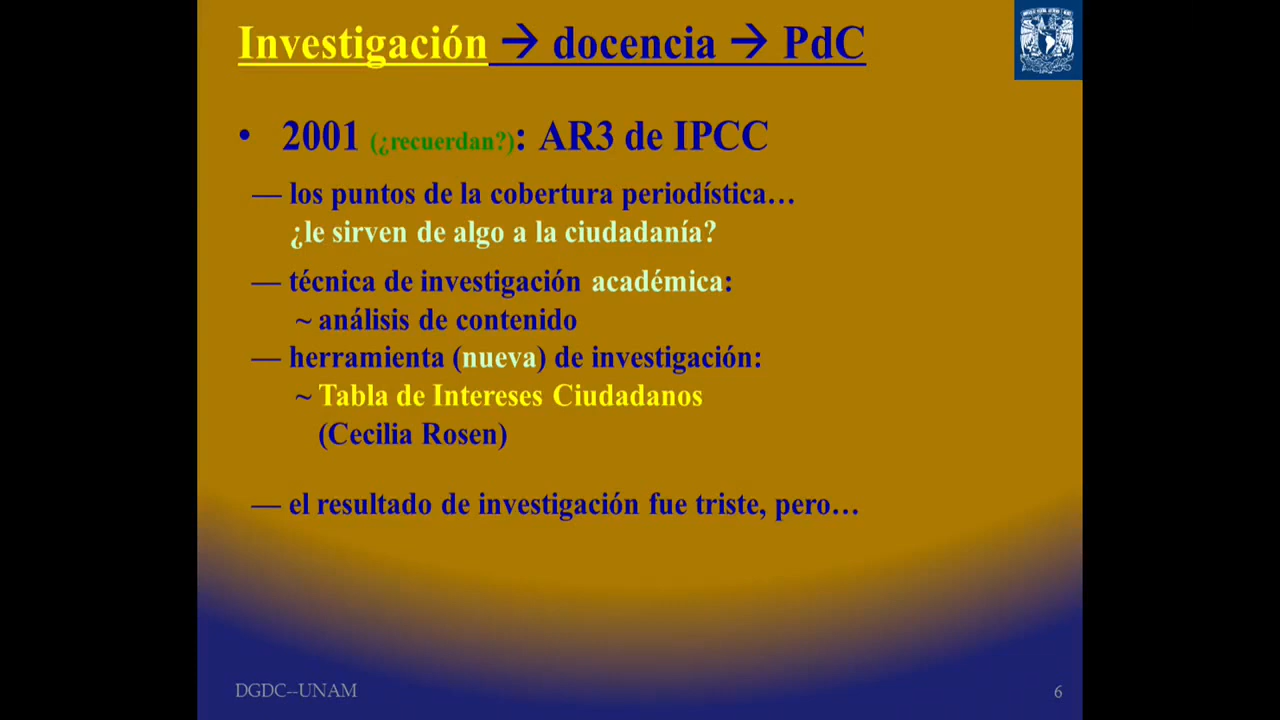 Investigación → docencia → PdC
• 2001 (¿recuerdan?): AR3 de IPCC
— los puntos de la cobertura periodística…
¿le sirven de algo a la ciudadanía?
— técnica de investigación académica:
~ análisis de contenido
— herramienta (nueva) de investigación:
~ Tabla de Intereses Ciudadanos
(Cecilia Rosen)
— el resultado de investigación fue triste, pero…
DGDC--UNAM
6